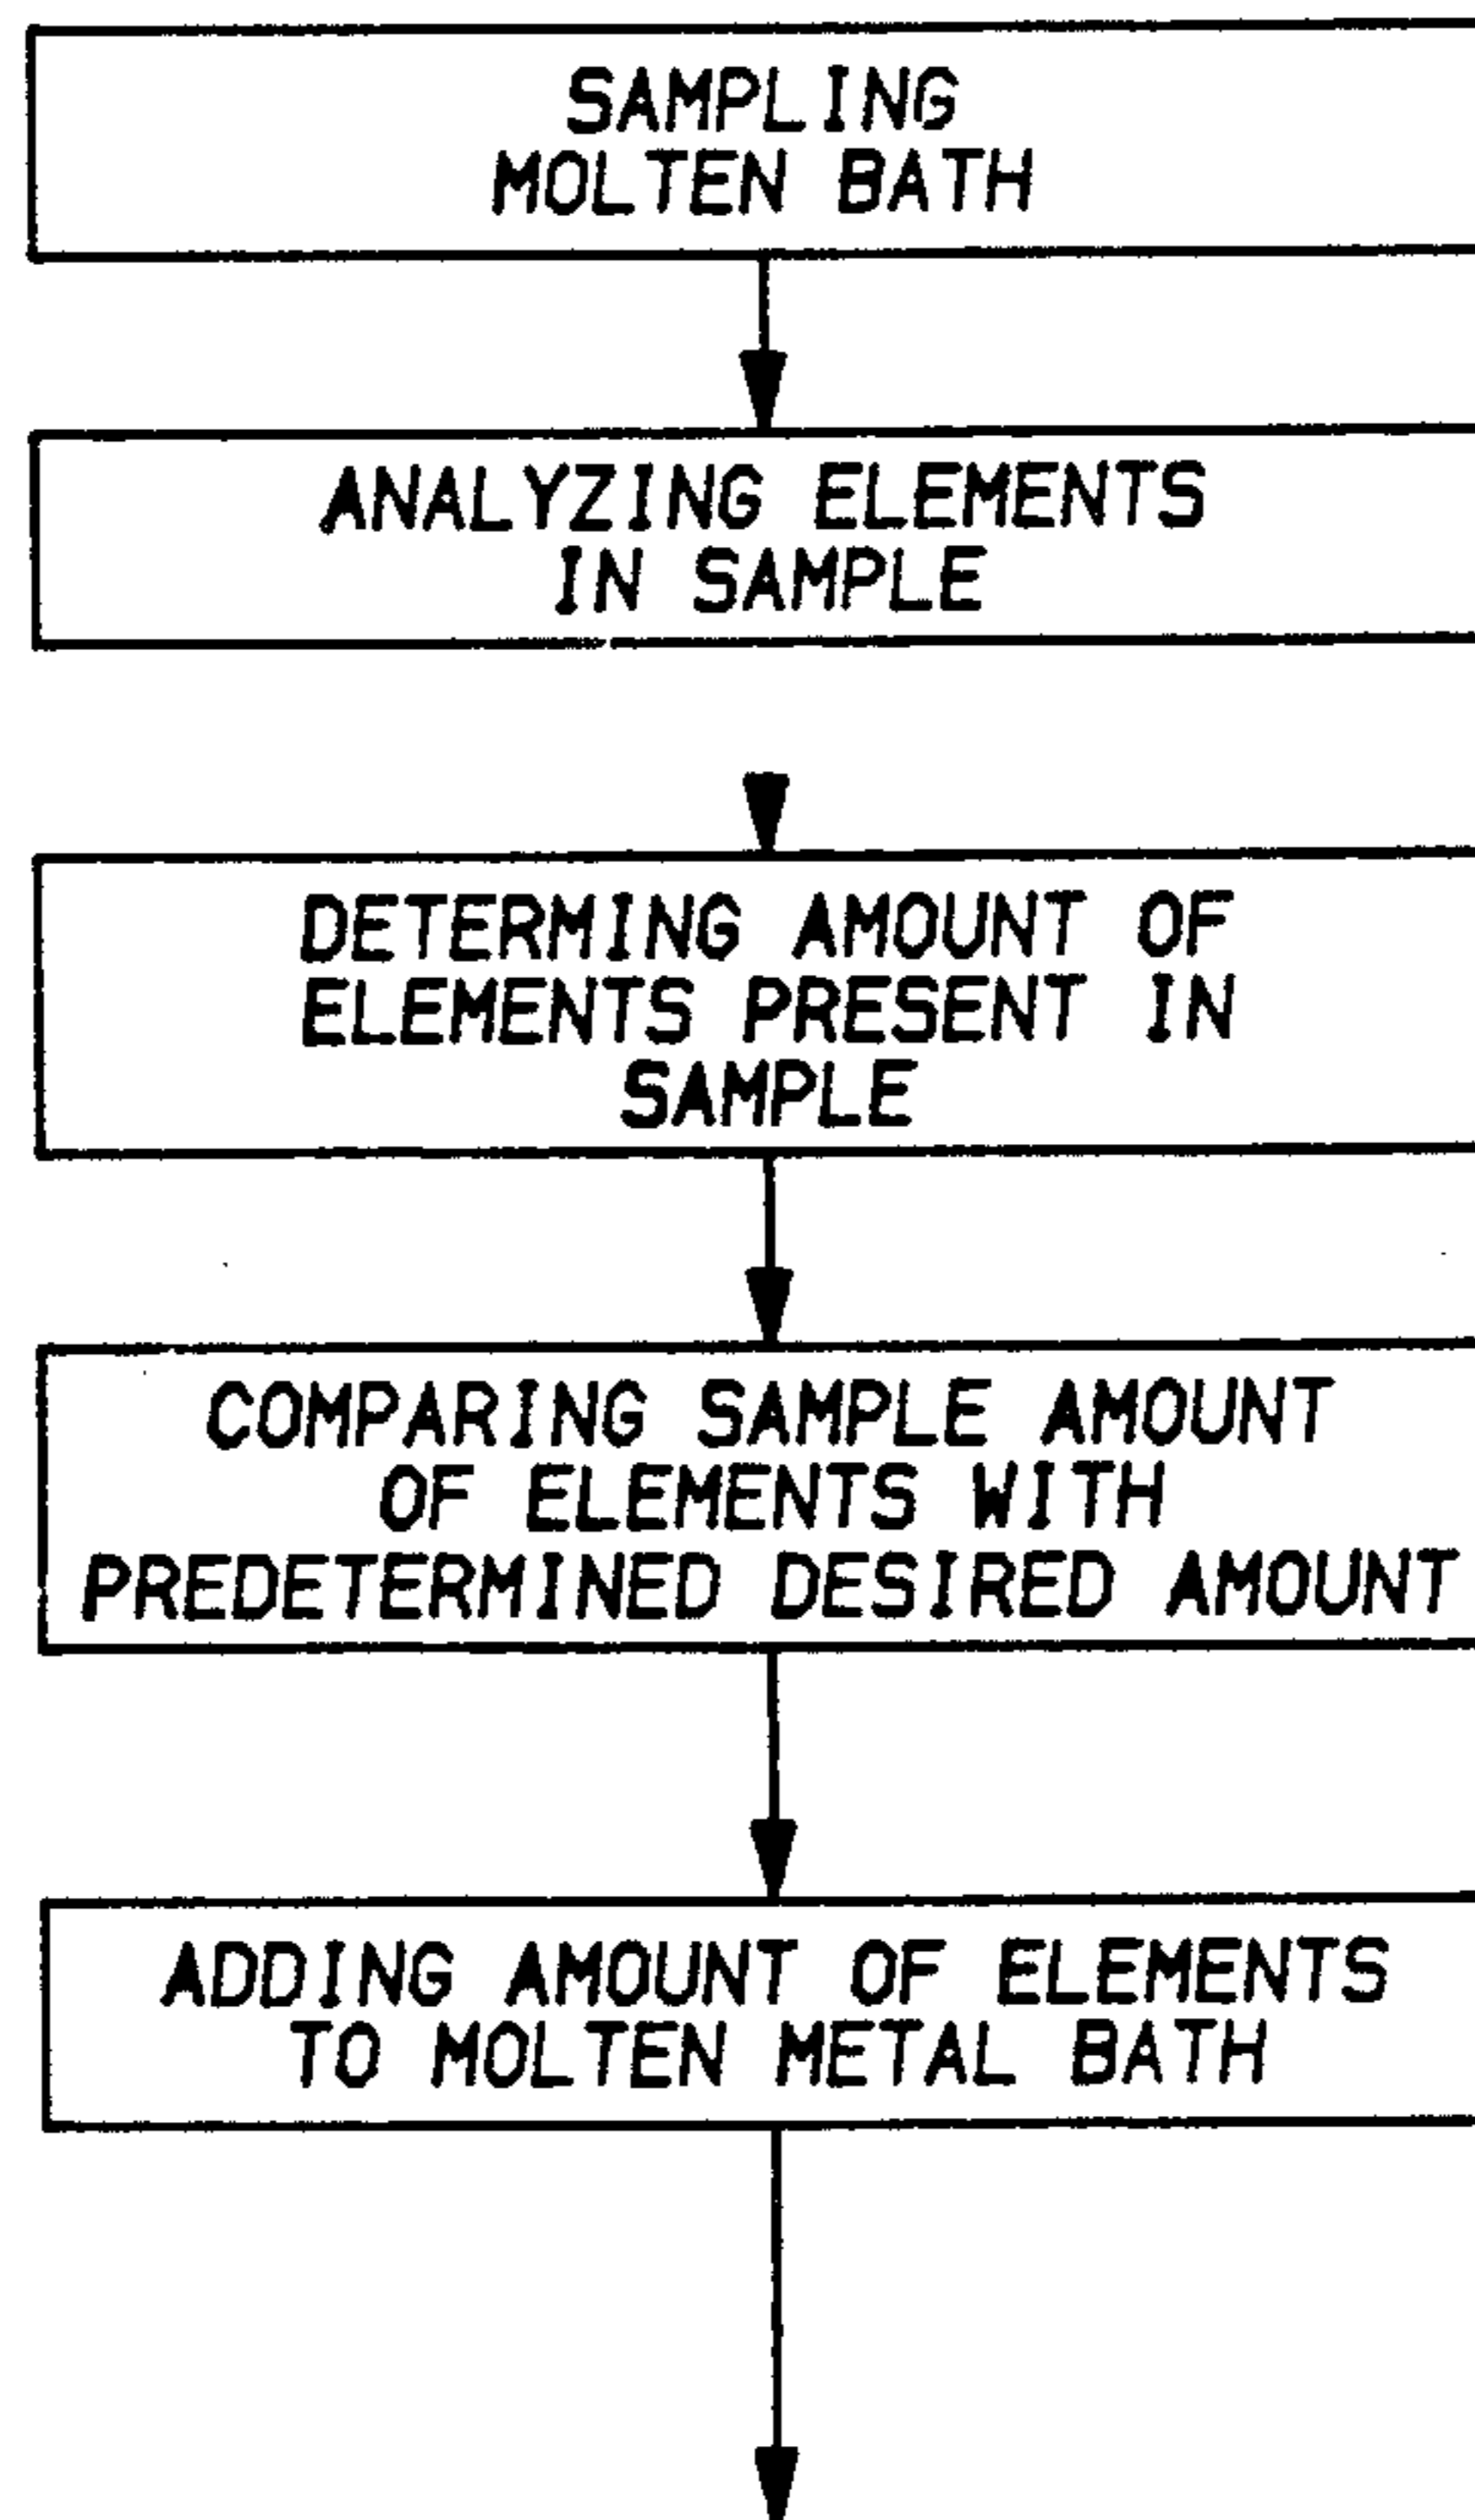 SAMPLING
MOLTEN BATH
ANALYZING ELEMENTS
IN SAMPLE
DETERMING AMOUNT OF
ELEMENTS PRESENT IN
SAMPLE
COMPARING SAMPLE AMOUNT
OF ELEMENTS WITH
PREDETERMINED DESIRED AMOUNT
ADDING AMOUNT OF ELEMENTS
TO MOLTEN METAL BATH